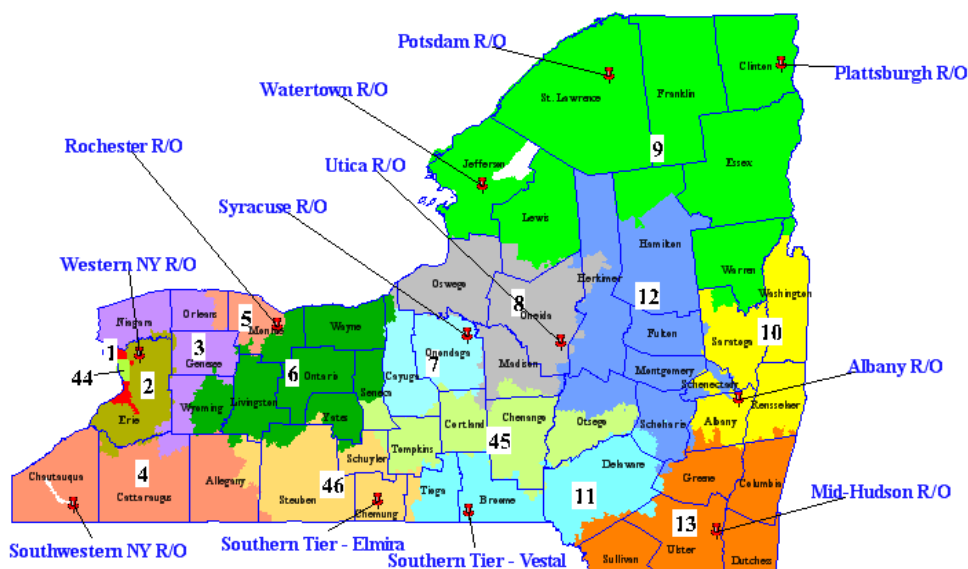 Potsdam R/O
Plattsburgh R/O
Clinton
St. Lawrence
Franklin
Watertown R/O
Rochester R/O
Utica R/O
9
Jefferson
Essex
Syracuse R/O
Lewis
Hamilton
Western NY R/O
Warren
Washington
Oswego
Herkimer
8
12
Oneida
Orleans
Niagara
5
Monroe
Wayne
10
Fulton
Saratoga
1
3
Genesee
7
Onondaga
Madison
44
2
6
Ontario
Cayuga
Montgomery
Albany R/O
Seneca
Schenectady
Wyoming
Livingston
Rensselaer
Yates
Chenango
Erie
Cortland
Otsego
Schoharie
Albany
Tompkins
45
Schuyler
Delaware
4
Chautauqua
Cattaraugus
Allegany
46
Steuben
Tioga
Broome
11
Greene
Columbia
Mid-Hudson R/O
Chemung
13
Southwestern NY R/O
Southern Tier - Elmira
Southern Tier - Vestal
Ulster
Sullivan
Dutches